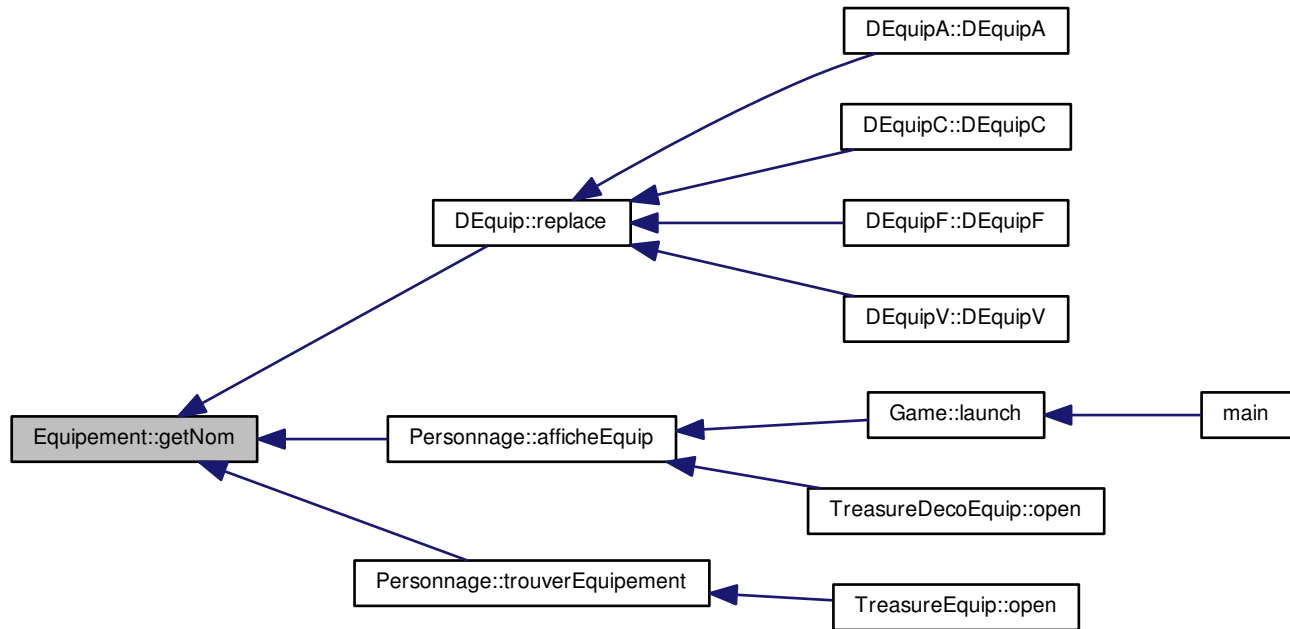 DEquipA::DEquipA
DEquipC::DEquipC
DEquip::replace
DEquipF::DEquipF
DEquipV::DEquipV
Equipement::getNom
Personnage::afficheEquip
Game::launch
main
TreasureDecoEquip::open
Personnage::trouverEquipement
TreasureEquip::open